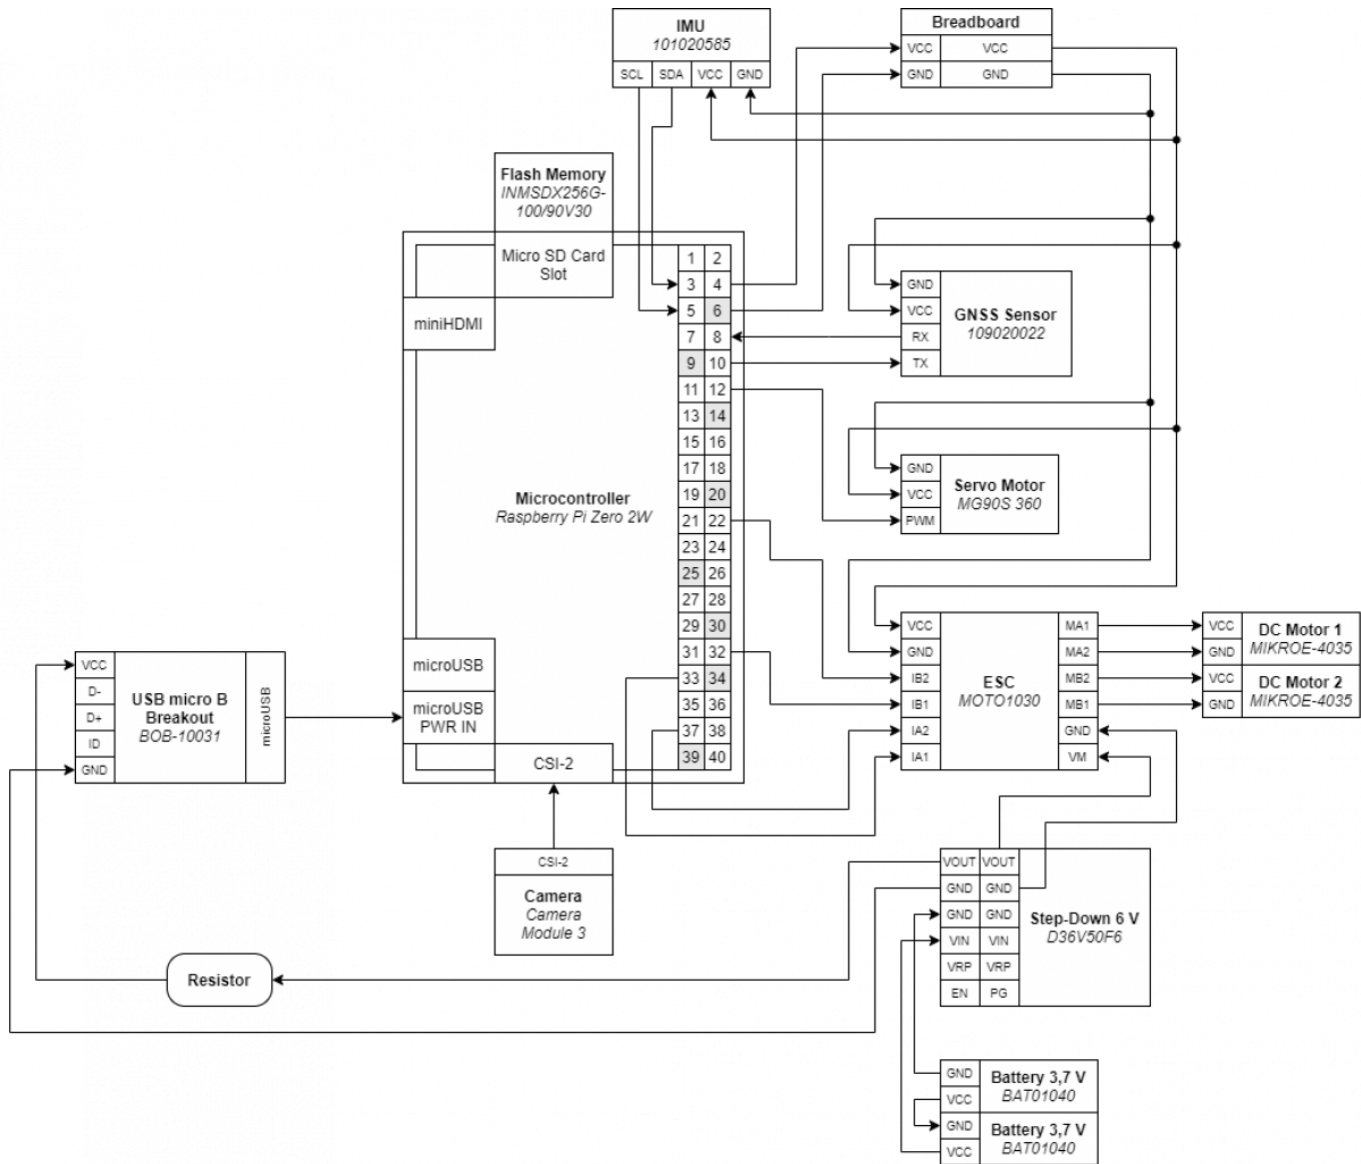 IMU
101020585
SCL SDA VCC GND
Breadboard
VCC VCC
GND GND
Flash Memory
INMSDX256G-
100/90V30
Micro SD Card
Slot
miniHDMI
Microcontroller
Raspberry Pi Zero 2W
microUSB
microUSB
PWR IN
CSI-2
1 2
3 4
5 6
7 8
9 10
11 12
13 14
15 16
17 18
19 20
21 22
23 24
25 26
27 28
29 30
31 32
33 34
35 36
37 38
39 40
GND
VCC
RX
TX
GNSS Sensor
109020022
GND
VCC
PWM
Servo Motor
MG90S 360
VCC
GND
IB2
IB1
IA2
IA1
ESC
MOTO1030
MA1
MA2
MB2
MB1
GND
VM
VCC
GND
DC Motor 1
MIKROE-4035
VCC
GND
DC Motor 2
MIKROE-4035
VCC
D-
D+
ID
GND
USB micro B
Breakout
BOB-10031
microUSB
CSI-2
Camera
Camera
Module 3
Resistor
VOUT VOUT
GND GND
GND GND
VIN VIN
VRP VRP
EN PG
Step-Down 6 V
D36V50F6
GND
VCC
Battery 3,7 V
BAT01040
GND
VCC
Battery 3,7 V
BAT01040